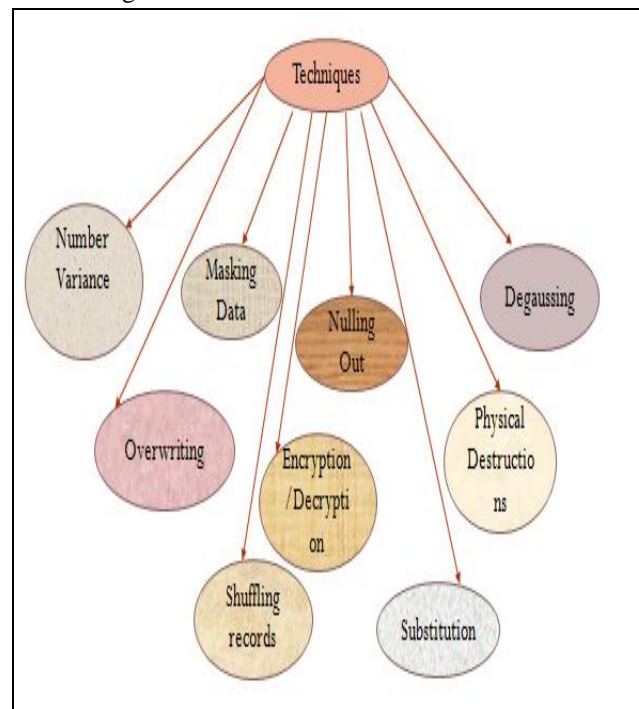 Techniques
Number
Variance
Masking
Data
Nulling
Out
Degaussing
Overwriting
Encryption
/Decrypti
on
Physical
Destructio
ns
Shuffling
records
Substitution